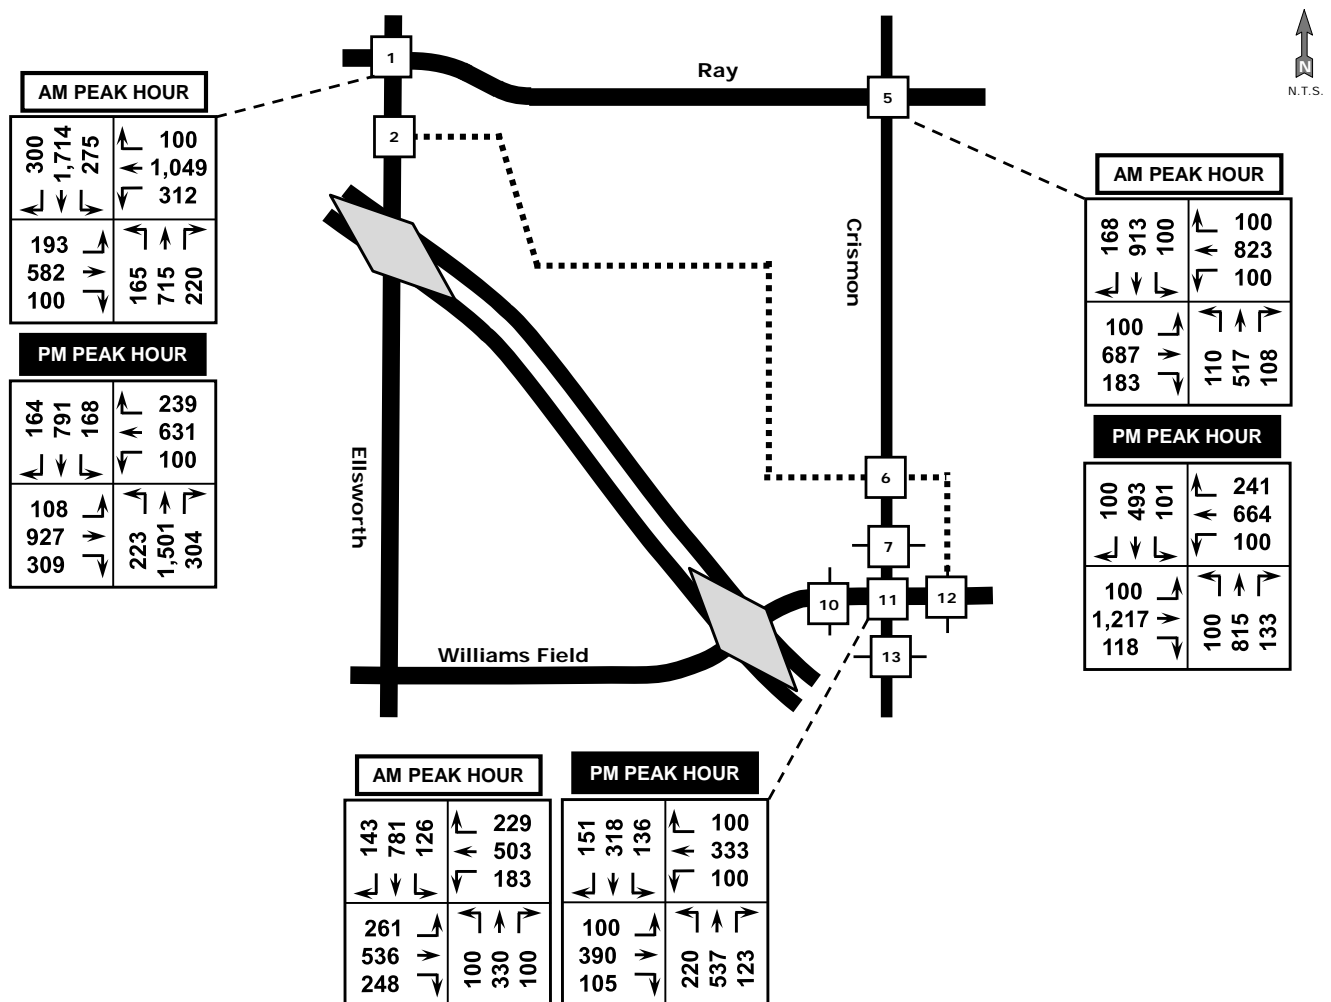 1
Ray
5
N
N.T.S.
2
Crismon
Ellsworth
6
7
10
11
12
13
Williams Field
AM PEAK HOUR
300 1,714 275
100
1,049
312
193
582
100
165 715 220
PM PEAK HOUR
164 791 168
239
631
100
108
927
309
223 1,501 304
AM PEAK HOUR
168 913 100
100
823
100
100
687
183
110 517 108
PM PEAK HOUR
100 493 101
241
664
100
100
1,217
118
100 815 133
AM PEAK HOUR
143 781 126
229
503
183
261
536
248
100 330 100
PM PEAK HOUR
151 318 136
100
333
100
100
390
105
220 537 123